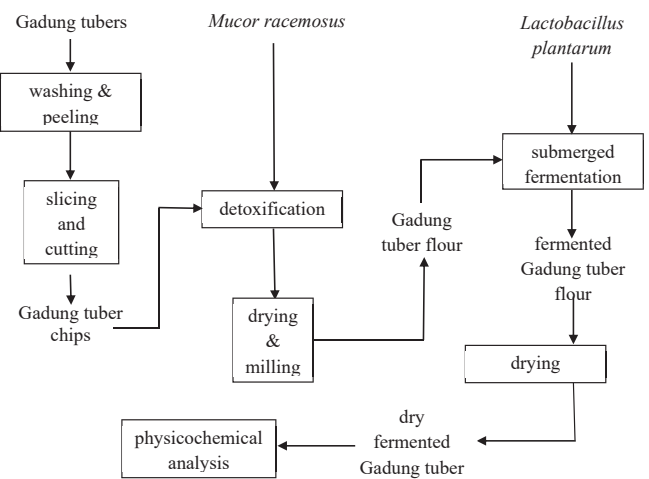 Gadung tubers
washing &
peeling
slicing
and
cutting
Gadung tuber
chips
Mucor racemosus
detoxification
drying
&
milling
Gadung
tuber flour
Lactobacillus
plantarum
submerged
fermentation
fermented
Gadung tuber
flour
drying
dry
fermented
Gadung tuber
physicochemical
analysis